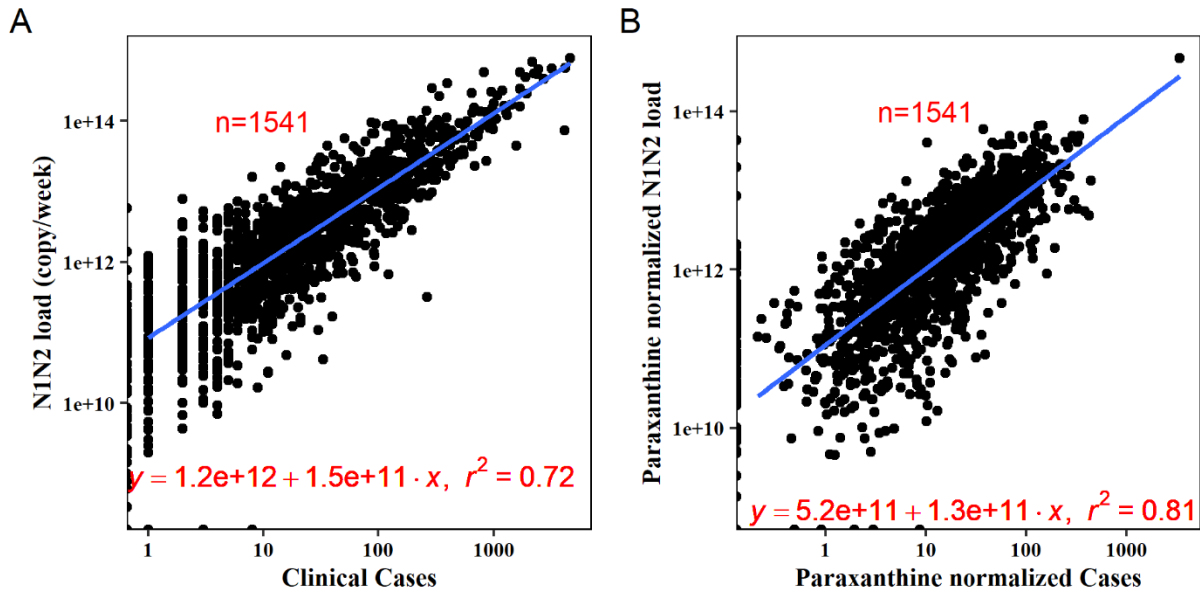 A
N1N2 load (copy/week)
1e+14
1e+12
1e+10
n=1541
y = 1.2e+12 + 1.5e+11 · x, r² = 0.72
1 10 100 1000
Clinical Cases
B
Paraxanthine normalized N1N2 load
1e+14
1e+12
1e+10
n=1541
y = 5.2e+11 + 1.3e+11 · x, r² = 0.81
1 10 100 1000
Paraxanthine normalized Cases